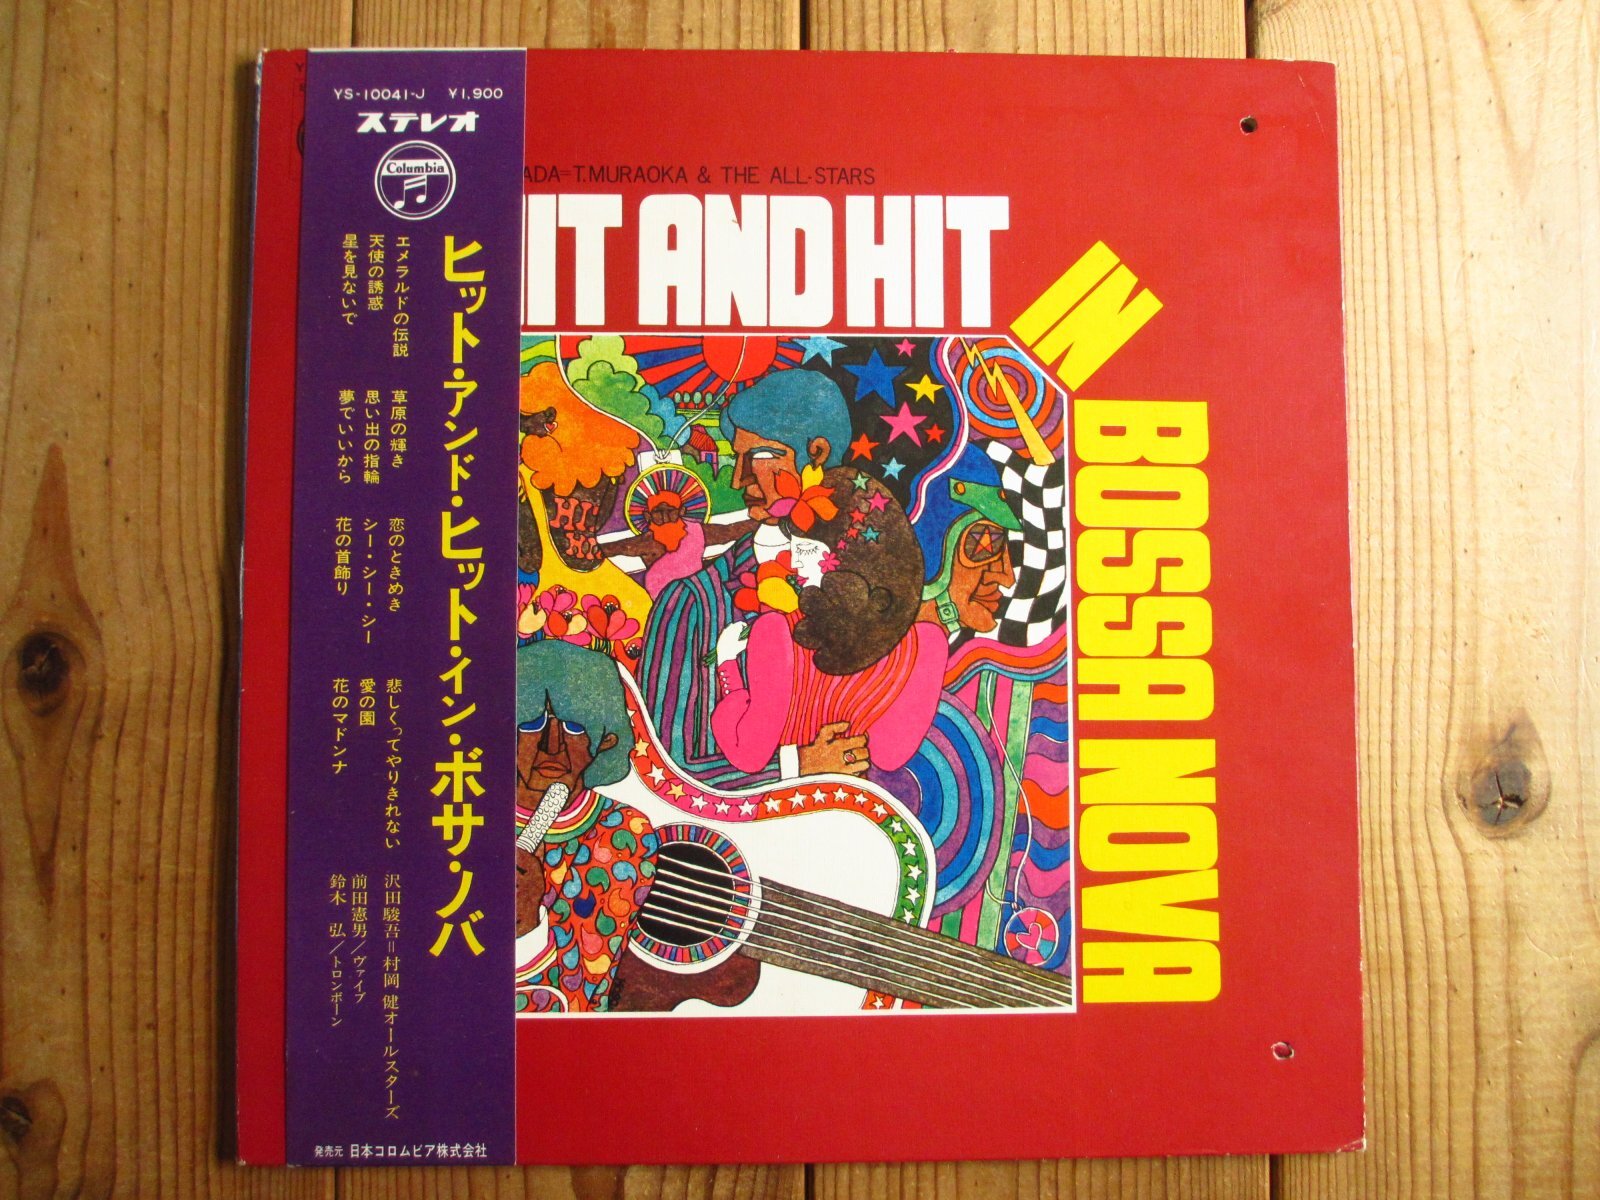 YS-10041-J ¥1,900
ステレオ
Columbia
ヒット・アンド・ヒット・イン・ボサ・ノバ
エメラルドの伝説
天使の誘惑
星を見ないで
草原の輝き
思い出の指輪
夢でいいから
恋のときめき
シー・シー・シー
花の首飾り
悲しくってやりきれない
愛の園
花のマドンナ
沢田駿吾=村岡 健オールスターズ
前田憲男/ヴァイブ
鈴木 弘/トロンボーン
発売元 日本コロムビア株式会社
ADA=T.MURAOKA & THE ALL-STARS
HIT AND HIT
IN
BOSSA NOVA